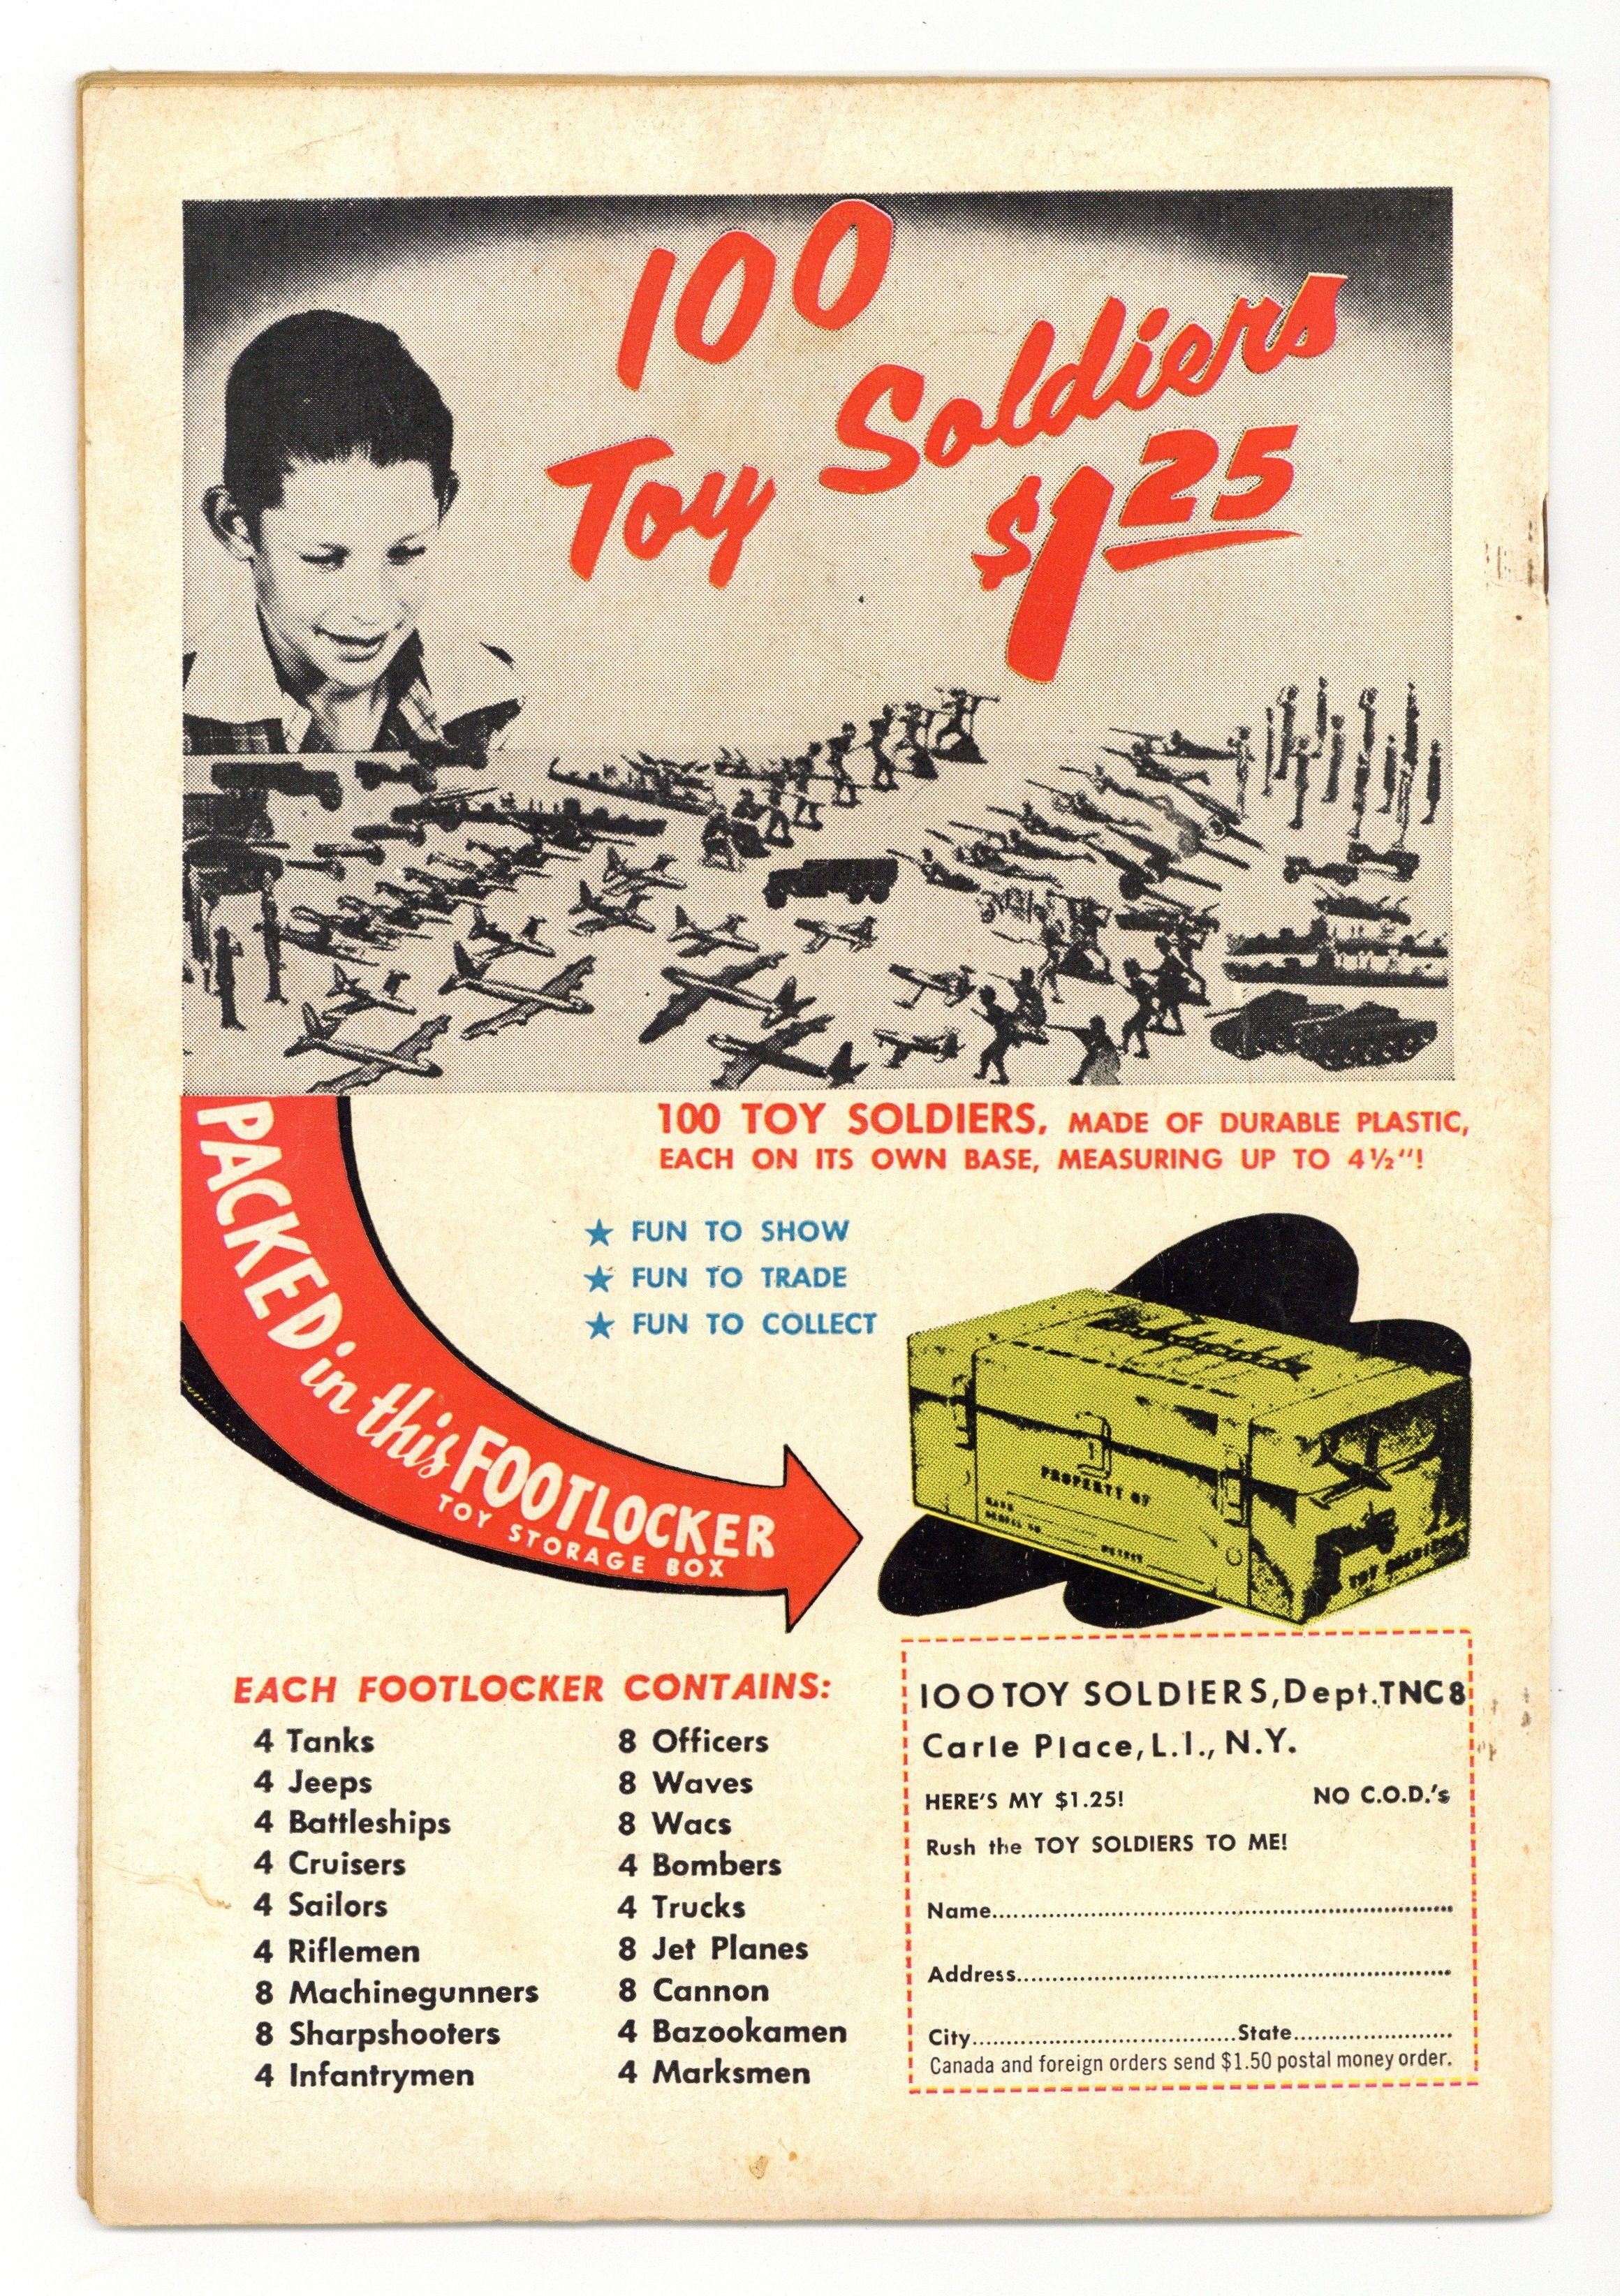 100
Toy Soldiers
$1 25
PACKED in this FOOTLOCKER
TOY STORAGE BOX
100 TOY SOLDIERS, MADE OF DURABLE PLASTIC,
EACH ON ITS OWN BASE, MEASURING UP TO 4½"!
★ FUN TO SHOW
★ FUN TO TRADE
★ FUN TO COLLECT
PROPERTY OF
TOY SOLDIERS
EACH FOOTLOCKER CONTAINS:
4 Tanks
4 Jeeps
4 Battleships
4 Cruisers
4 Sailors
4 Riflemen
8 Machinegunners
8 Sharpshooters
4 Infantrymen
8 Officers
8 Waves
8 Wacs
4 Bombers
4 Trucks
8 Jet Planes
8 Cannon
4 Bazookamen
4 Marksmen
100 TOY SOLDIERS, Dept. TNC8
Carle Place, L.I., N.Y.
HERE'S MY $1.25! NO C.O.D.'s
Rush the TOY SOLDIERS TO ME!
Name
Address
City State
Canada and foreign orders send $1.50 postal money order.